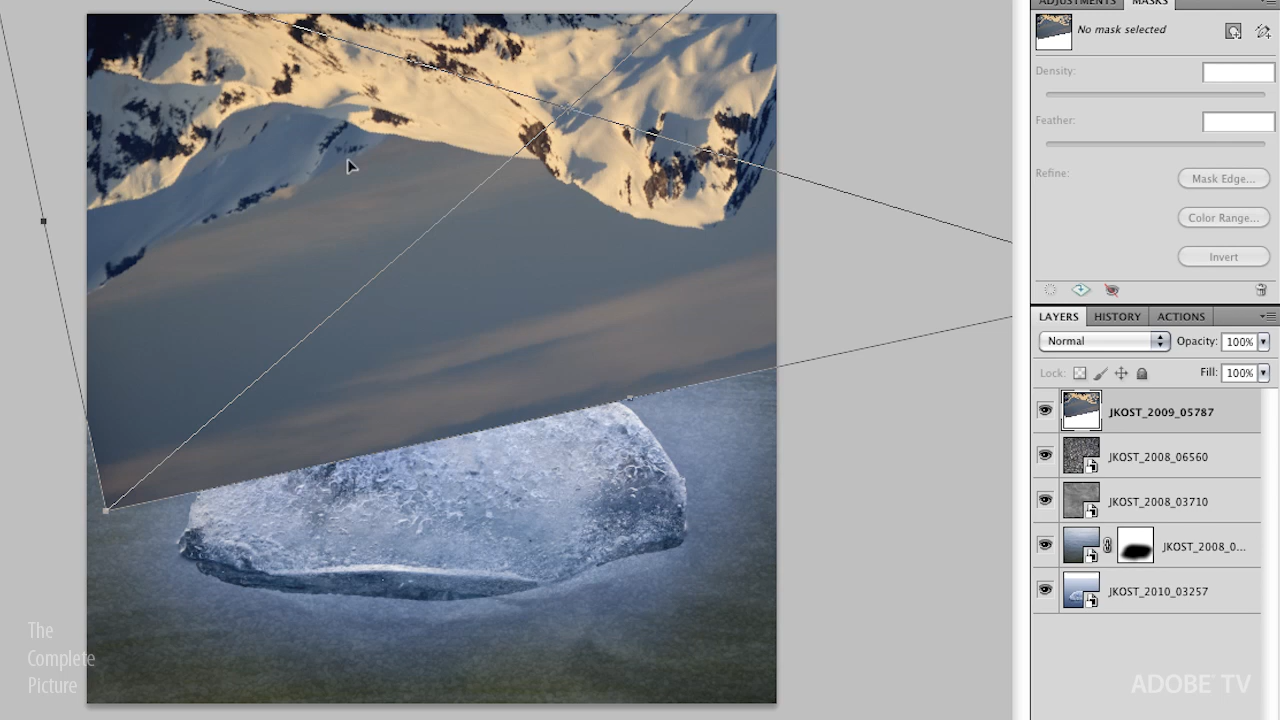 ADJUSTMENTS MASKS
No mask selected
Density:
Feather:
Refine:
Mask Edge...
Color Range...
Invert
LAYERS HISTORY ACTIONS
Normal Opacity: 100%
Lock: Fill: 100%
JKOST_2009_05787
JKOST_2008_06560
JKOST_2008_03710
JKOST_2008_0...
JKOST_2010_03257
The
Complete
Picture
ADOBE TV